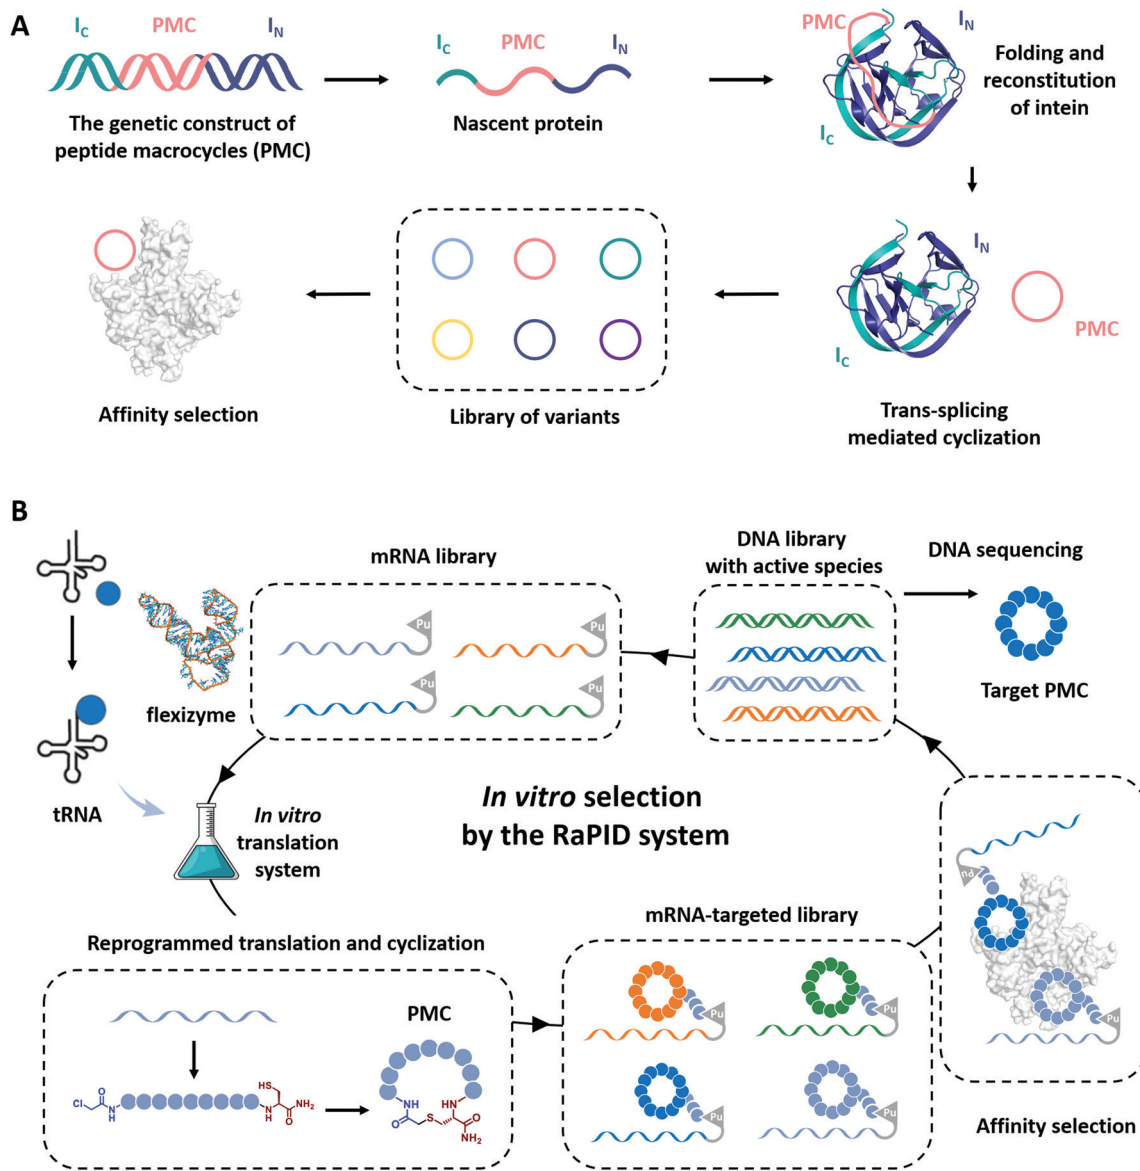 A
I_C PMC I_N
The genetic construct of
peptide macrocycles (PMC)
I_C PMC I_N
Nascent protein
PMC I_N
I_C
Folding and
reconstitution
of intein
Affinity selection
Library of variants
I_N
I_C
PMC
Trans-splicing
mediated cyclization
B
tRNA
flexizyme
mRNA library
Pu
Pu
Pu
Pu
DNA library
with active species
DNA sequencing
Target PMC
In vitro
translation
system
In vitro selection
by the RaPID system
Reprogrammed translation and cyclization
Cl
O
N
H
HS
H
N
NH2
O
PMC
NH
HN
O
S
O
NH2
mRNA-targeted library
Pu
Pu
Pu
Pu
Pu
Pu
Affinity selection